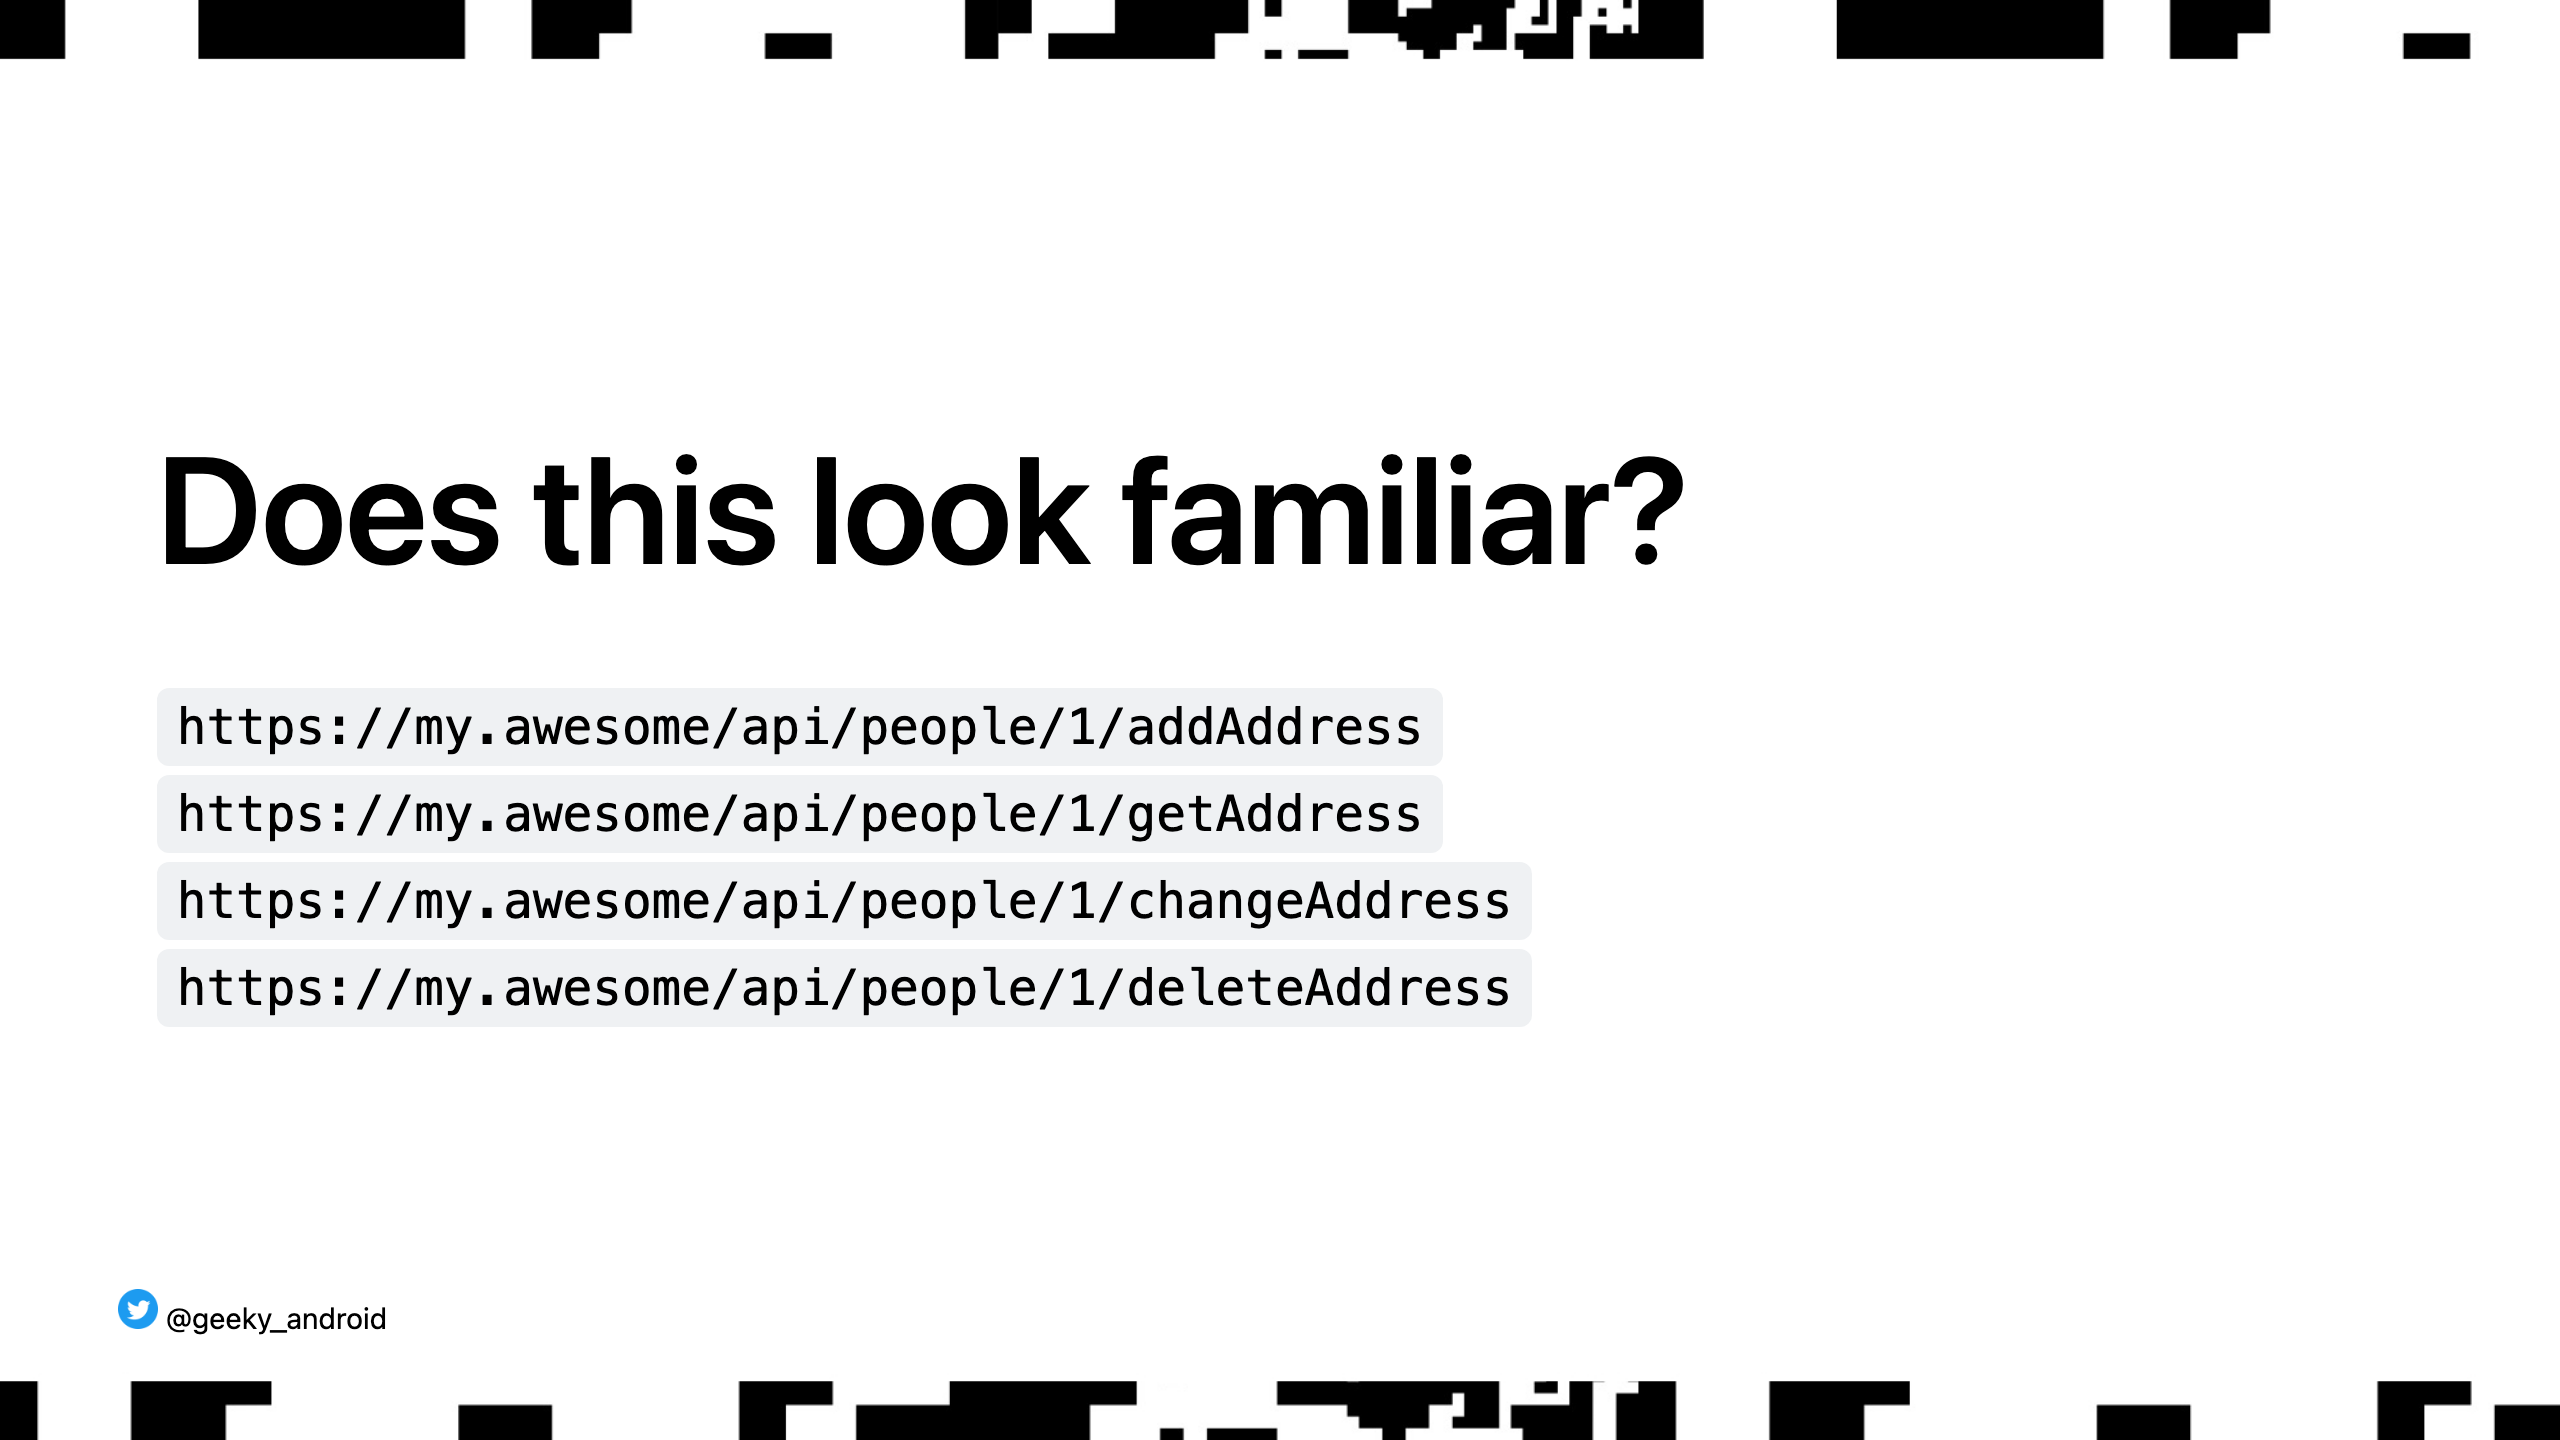 Does this look familiar?
https://my.awesome/api/people/1/addAddress
https://my.awesome/api/people/1/getAddress
https://my.awesome/api/people/1/changeAddress
https://my.awesome/api/people/1/deleteAddress
@geeky_android